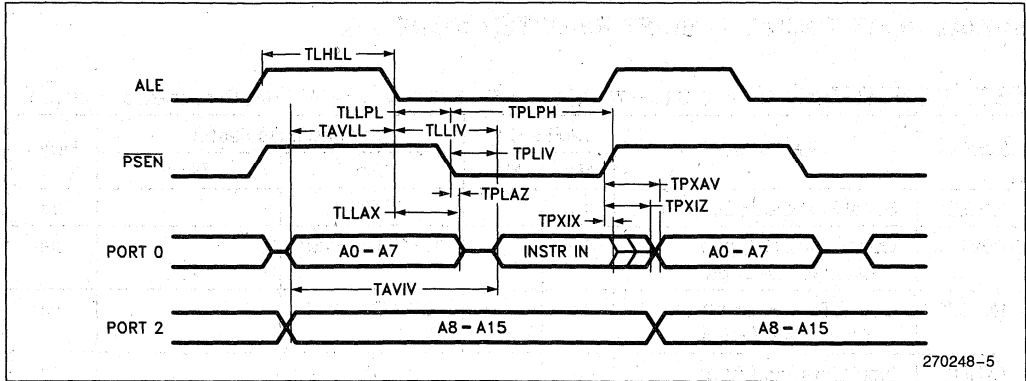 TLHLL
ALE
TLLPL
TPLPH
TAVLL
TLLIV
PSEN
TPLIV
TPLAZ
TPXAV
TPXIZ
TLLAX
TPXIX
PORT 0
A0-A7
INSTR IN
A0-A7
TAVIV
PORT 2
A8-A15
A8-A15
270248-5